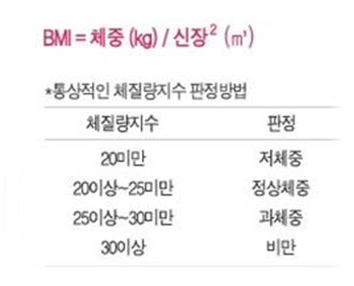 BMI = 체중 (kg) / 신장² (㎡)
*통상적인 체질량지수 판정방법
체질량지수 판정
20미만 저체중
20이상~25미만 정상체중
25이상~30미만 과체중
30이상 비만